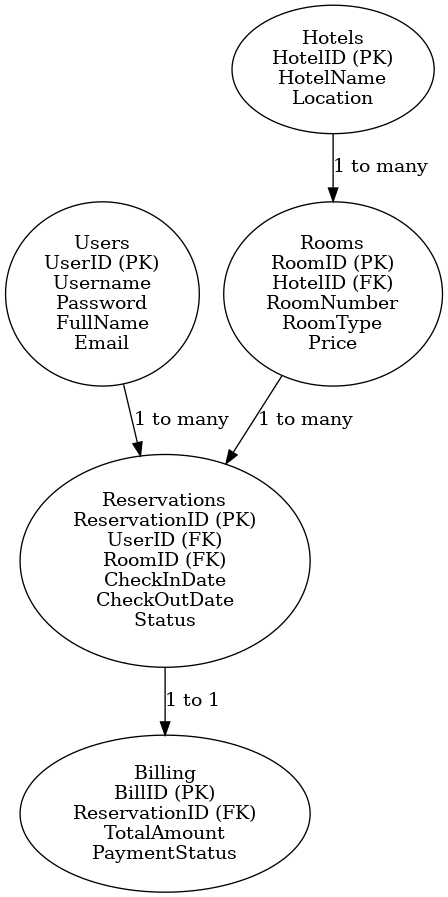 Hotels
HotelID (PK)
HotelName
Location
1 to many
Users
UserID (PK)
Username
Password
FullName
Email
Rooms
RoomID (PK)
HotelID (FK)
RoomNumber
RoomType
Price
1 to many
1 to many
Reservations
ReservationID (PK)
UserID (FK)
RoomID (FK)
CheckInDate
CheckOutDate
Status
1 to 1
Billing
BillID (PK)
ReservationID (FK)
TotalAmount
PaymentStatus